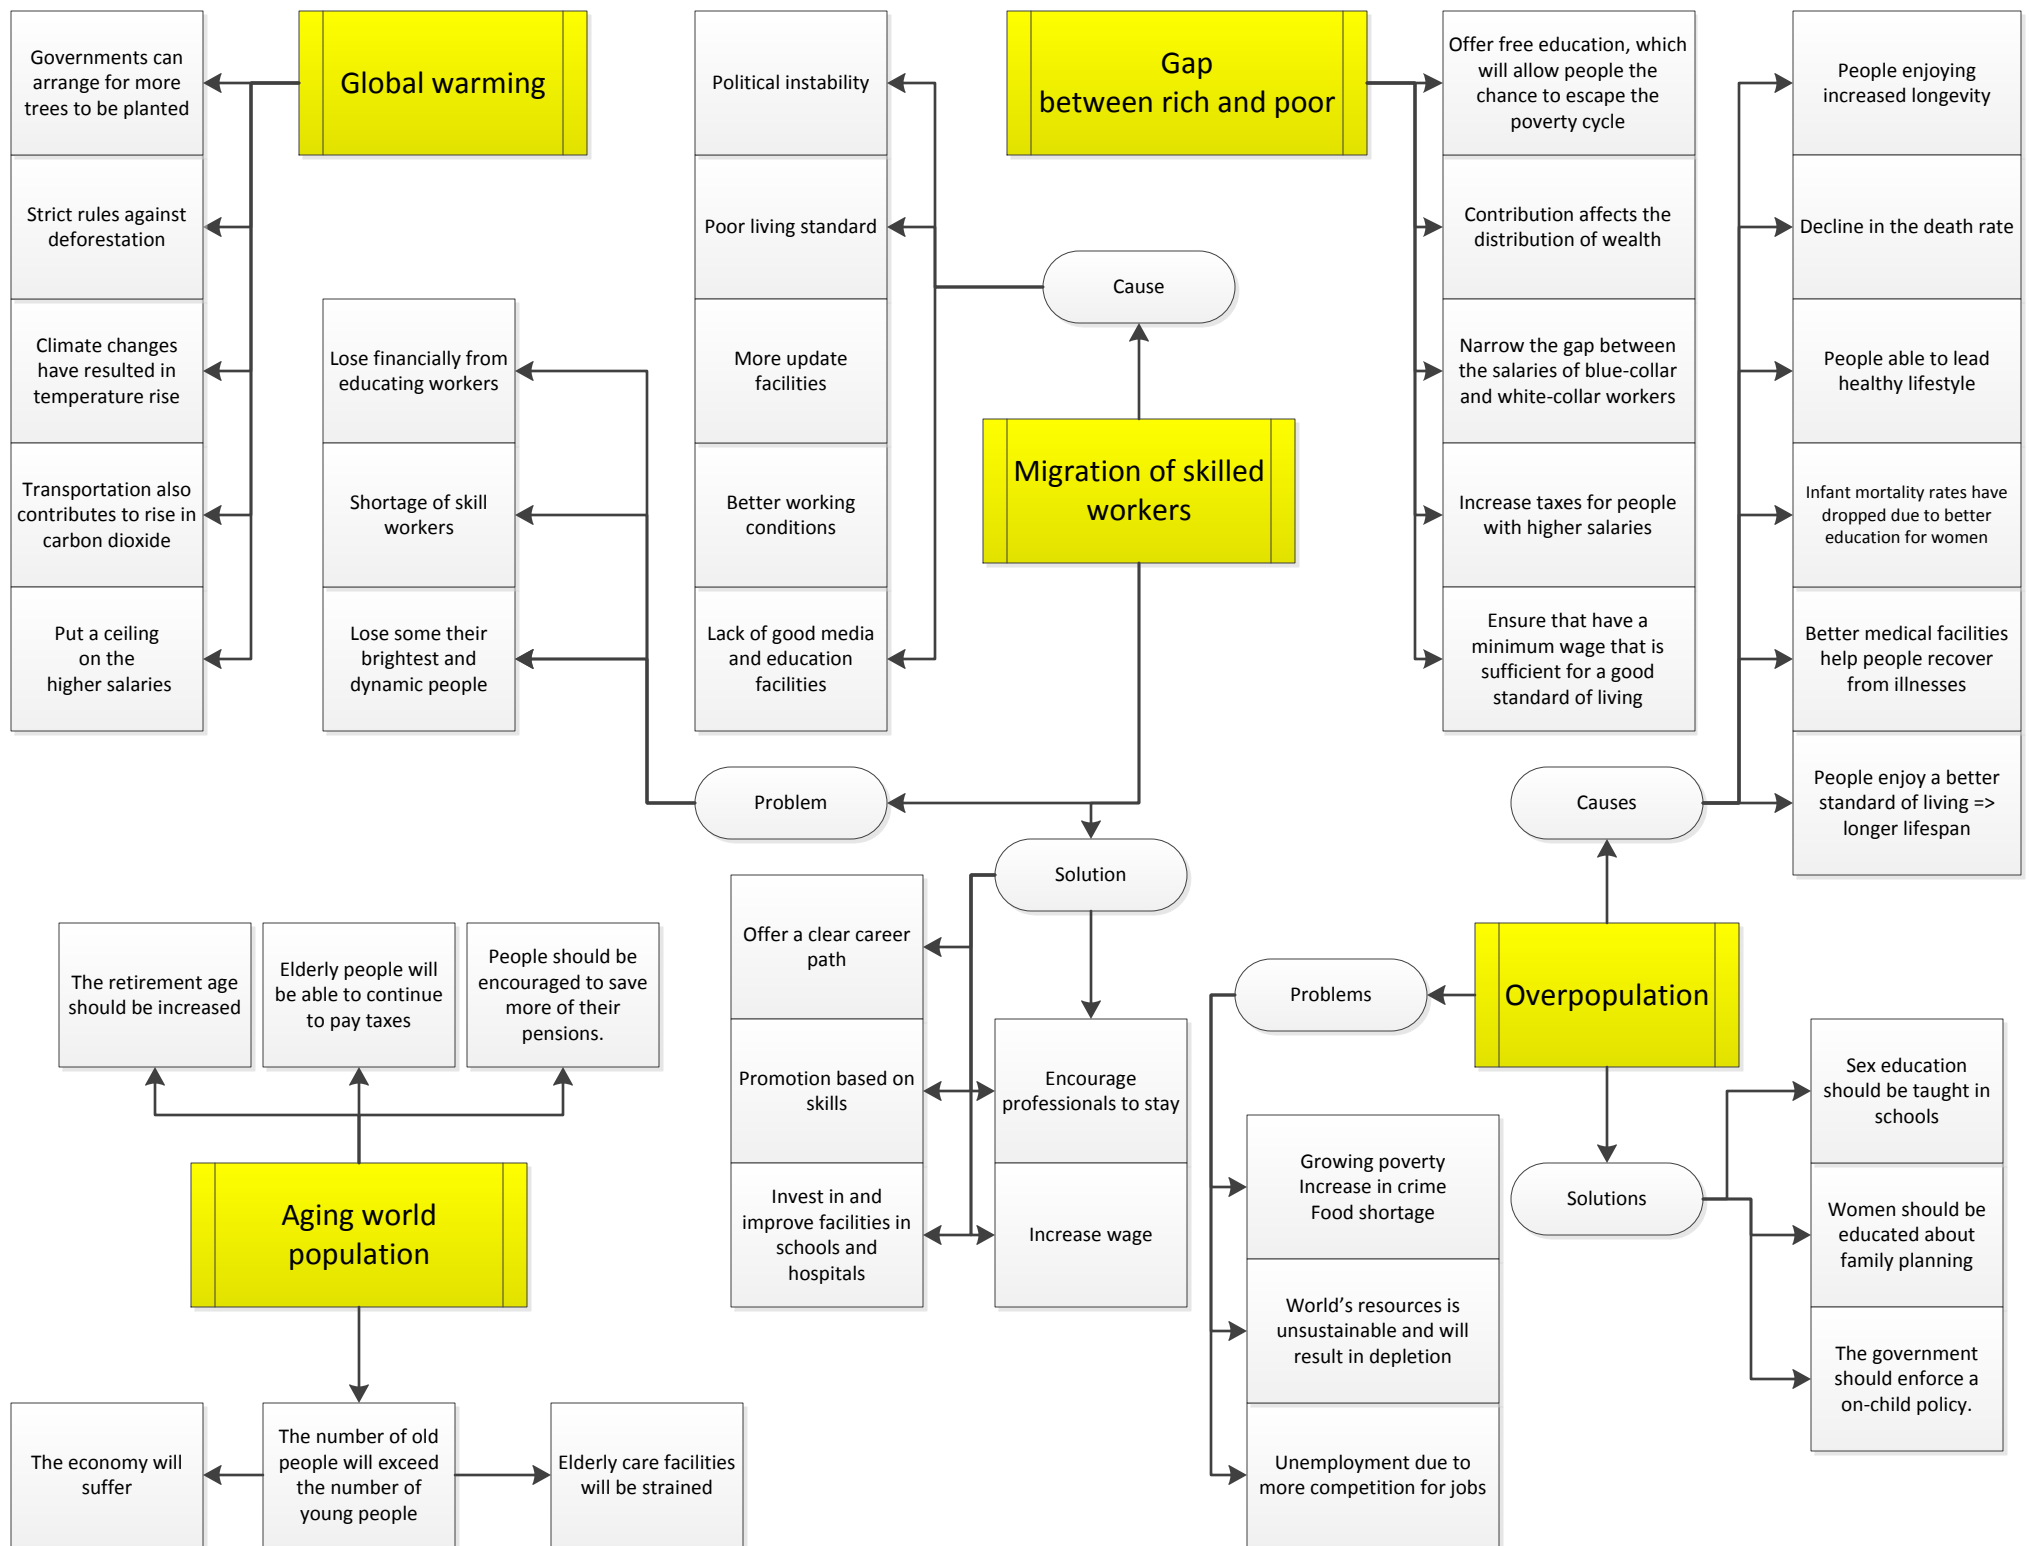 Governments can
arrange for more
trees to be planted
Strict rules against
deforestation
Climate changes
have resulted in
temperature rise
Transportation also
contributes to rise in
carbon dioxide
Put a ceiling
on the
higher salaries
Global warming
Lose financially from
educating workers
Shortage of skill
workers
Lose some their
brightest and
dynamic people
Political instability
Poor living standard
More update
facilities
Better working
conditions
Lack of good media
and education
facilities
Gap
between rich and poor
Cause
Migration of skilled
workers
Offer free education, which
will allow people the
chance to escape the
poverty cycle
Contribution affects the
distribution of wealth
Narrow the gap between
the salaries of blue-collar
and white-collar workers
Increase taxes for people
with higher salaries
Ensure that have a
minimum wage that is
sufficient for a good
standard of living
People enjoying
increased longevity
Decline in the death rate
People able to lead
healthy lifestyle
Infant mortality rates have
dropped due to better
education for women
Better medical facilities
help people recover
from illnesses
People enjoy a better
standard of living =>
longer lifespan
Problem
Causes
Solution
Offer a clear career
path
Promotion based on
skills
Invest in and
improve facilities in
schools and
hospitals
Encourage
professionals to stay
Increase wage
Problems
Overpopulation
Solutions
Growing poverty
Increase in crime
Food shortage
World’s resources is
unsustainable and will
result in depletion
Unemployment due to
more competition for jobs
Sex education
should be taught in
schools
Women should be
educated about
family planning
The government
should enforce a
on-child policy.
The retirement age
should be increased
Elderly people will
be able to continue
to pay taxes
People should be
encouraged to save
more of their
pensions.
Aging world
population
The economy will
suffer
The number of old
people will exceed
the number of
young people
Elderly care facilities
will be strained